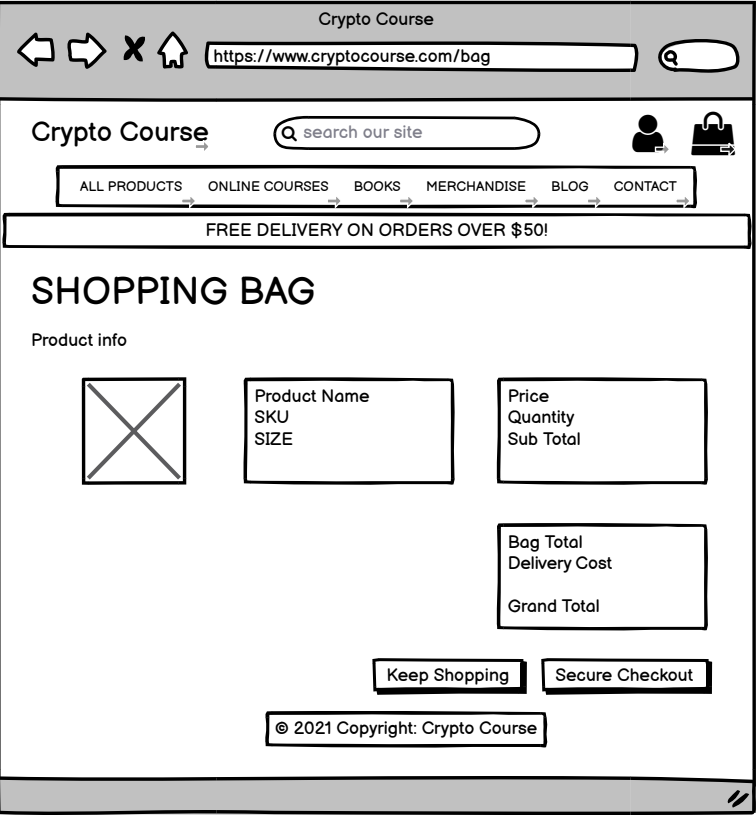 Crypto Course
https://www.cryptocourse.com/bag
Crypto Course
search our site
ALL PRODUCTS ONLINE COURSES BOOKS MERCHANDISE BLOG CONTACT
FREE DELIVERY ON ORDERS OVER $50!
SHOPPING BAG
Product info
Product Name
SKU
SIZE
Price
Quantity
Sub Total
Bag Total
Delivery Cost
Grand Total
Keep Shopping
Secure Checkout
© 2021 Copyright: Crypto Course